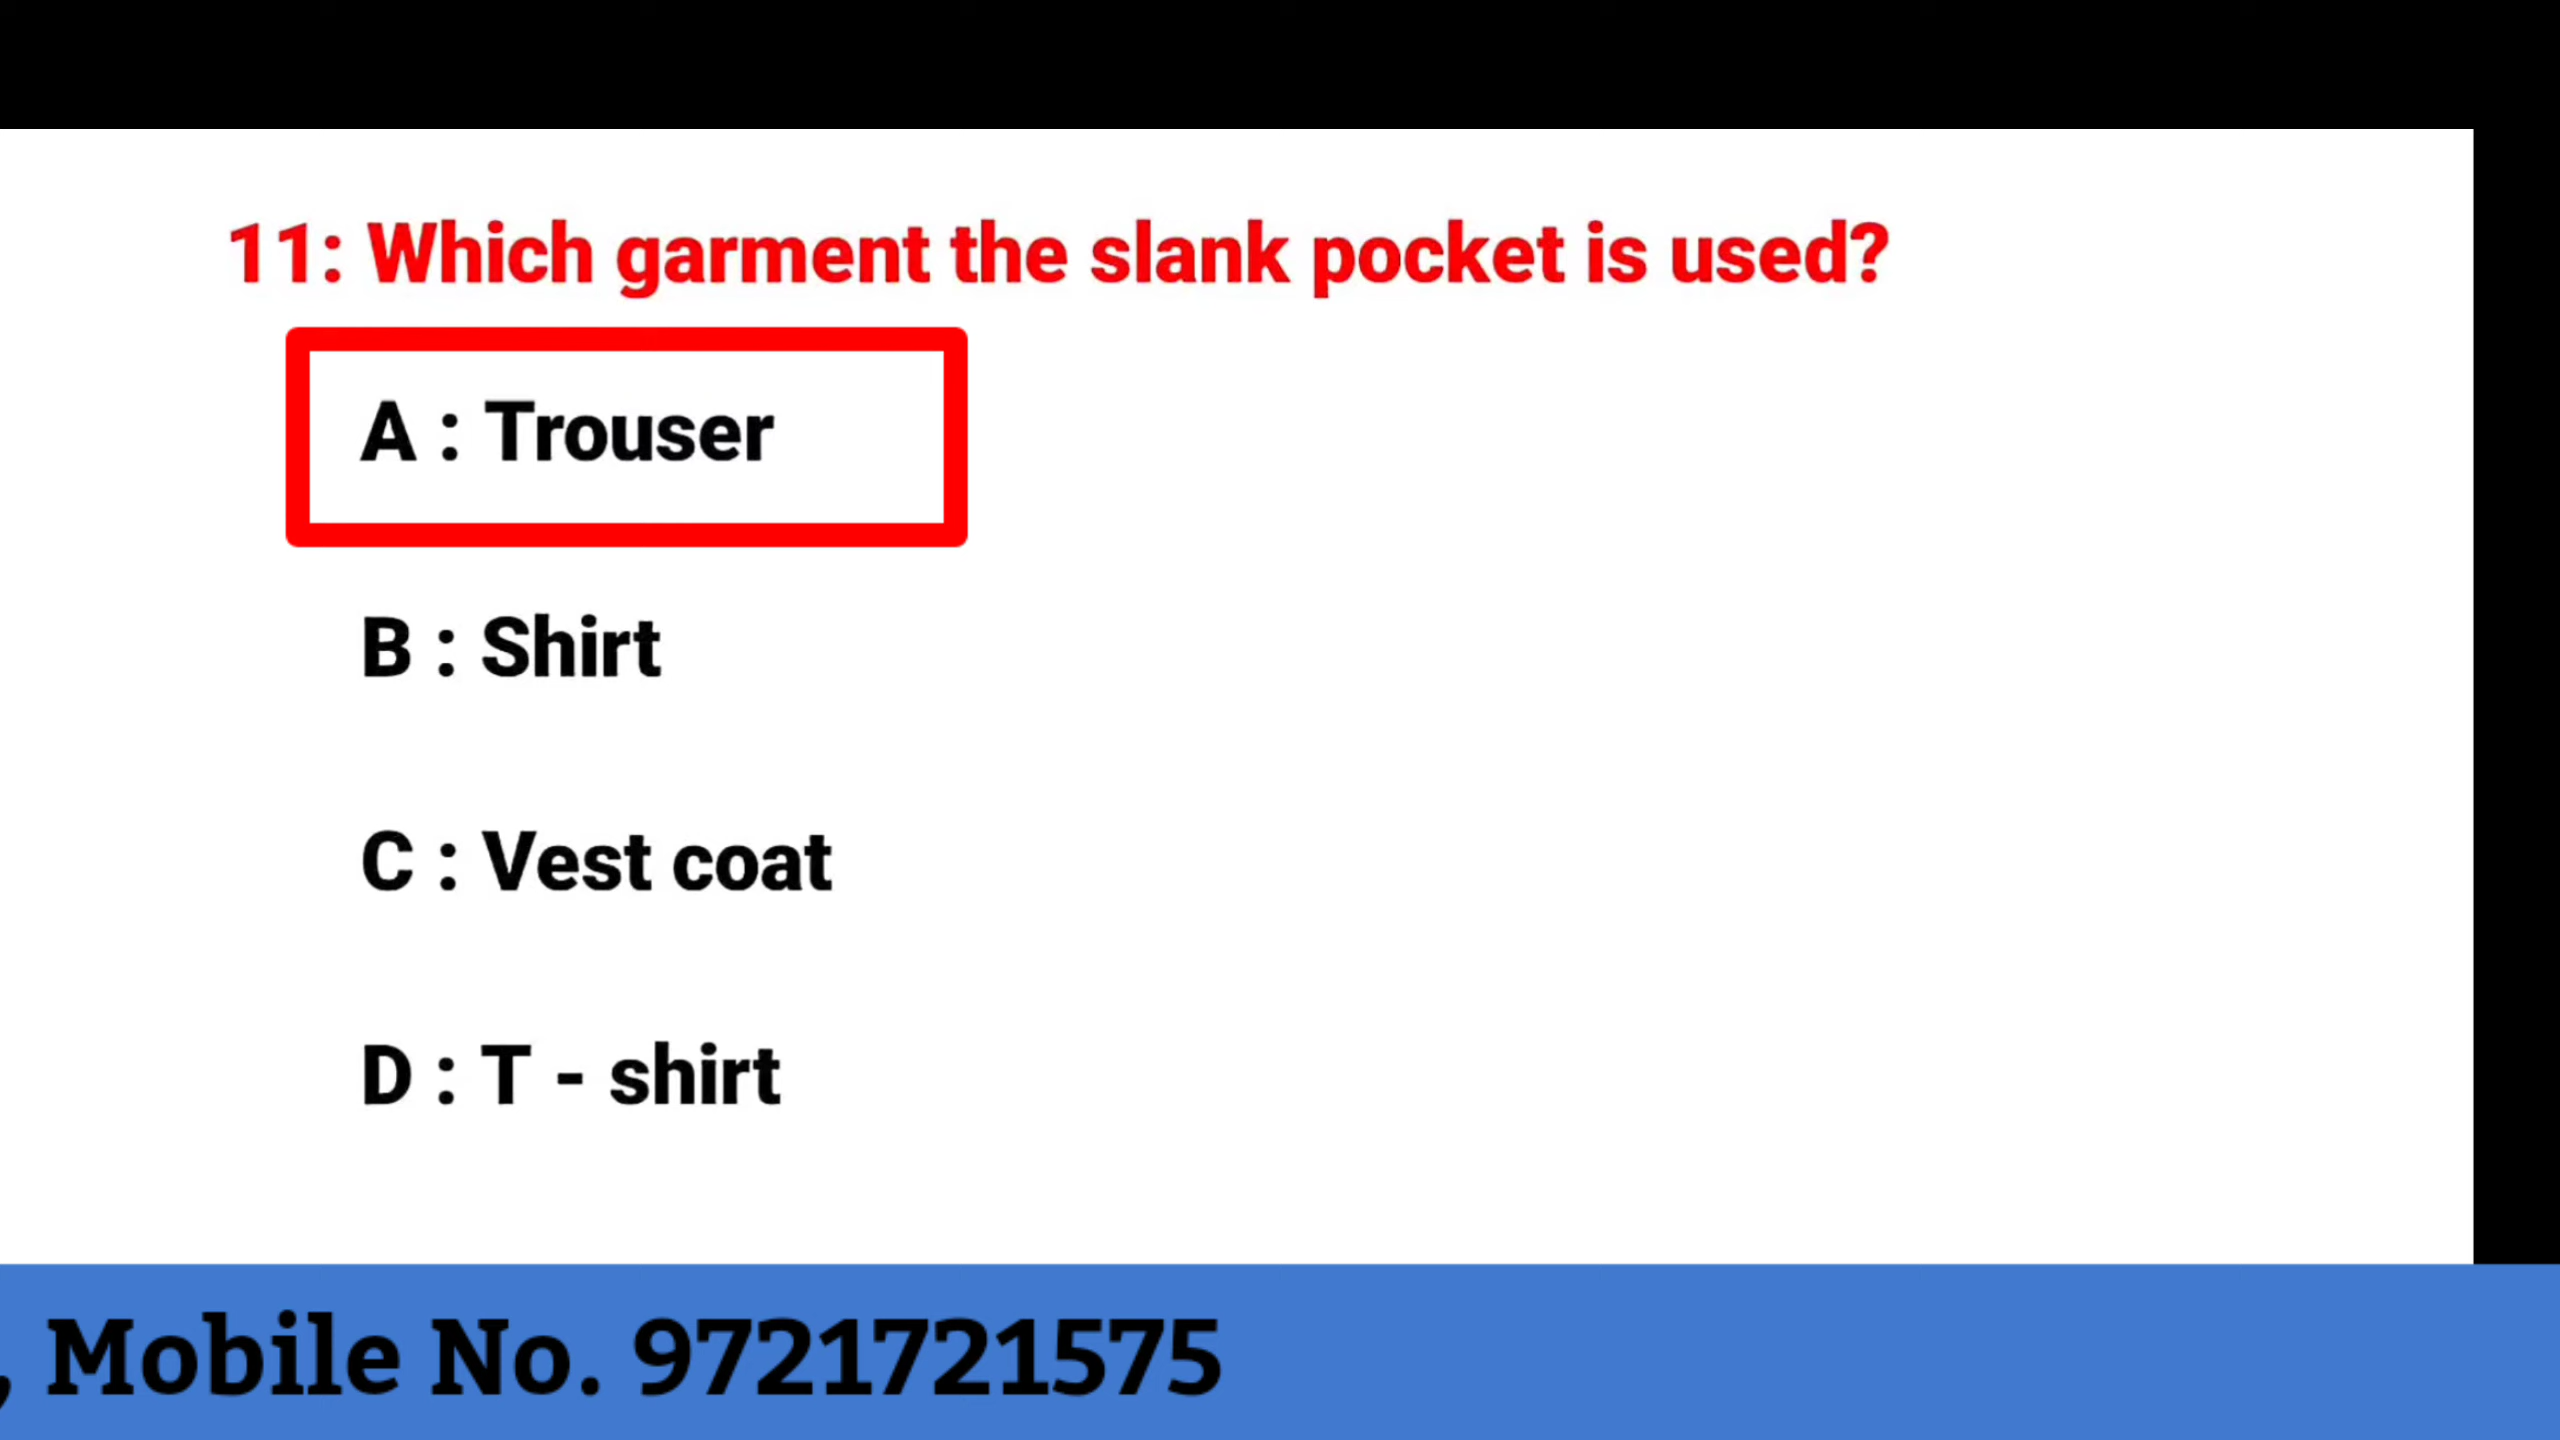 11: Which garment the slank pocket is used?
A : Trouser
B : Shirt
C : Vest coat
D : T - shirt
, Mobile No. 9721721575